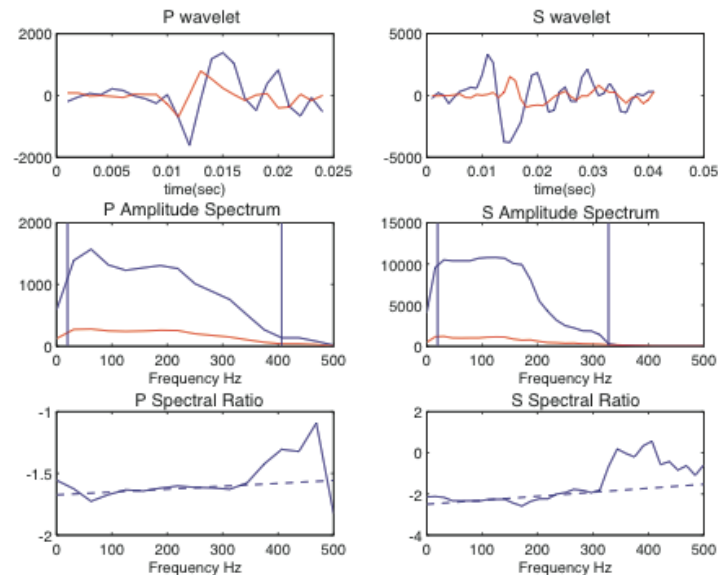 P wavelet
2000
0
-2000
0 0.005 0.01 0.015 0.02 0.025
time(sec)
S wavelet
5000
0
-5000
0 0.01 0.02 0.03 0.04 0.05
time(sec)
P Amplitude Spectrum
2000
1000
0
0 100 200 300 400 500
Frequency Hz
S Amplitude Spectrum
15000
10000
5000
0
0 100 200 300 400 500
Frequency Hz
P Spectral Ratio
-1
-1.5
-2
0 100 200 300 400 500
Frequency Hz
S Spectral Ratio
2
0
-2
-4
0 100 200 300 400 500
Frequency Hz